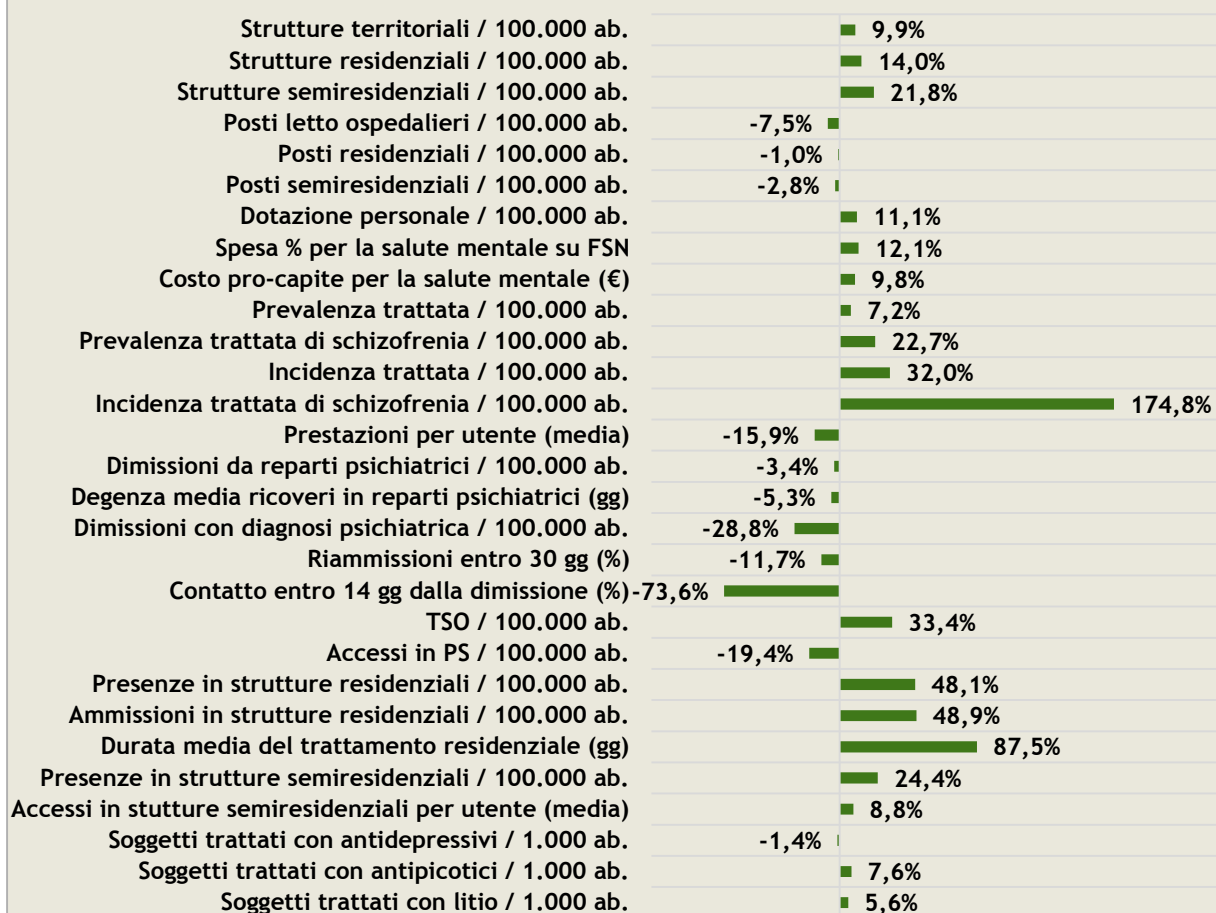 Strutture territoriali / 100.000 ab. 9,9%
Strutture residenziali / 100.000 ab. 14,0%
Strutture semiresidenziali / 100.000 ab. 21,8%
Posti letto ospedalieri / 100.000 ab. -7,5%
Posti residenziali / 100.000 ab. -1,0%
Posti semiresidenziali / 100.000 ab. -2,8%
Dotazione personale / 100.000 ab. 11,1%
Spesa % per la salute mentale su FSN 12,1%
Costo pro-capite per la salute mentale (€) 9,8%
Prevalenza trattata / 100.000 ab. 7,2%
Prevalenza trattata di schizofrenia / 100.000 ab. 22,7%
Incidenza trattata / 100.000 ab. 32,0%
Incidenza trattata di schizofrenia / 100.000 ab. 174,8%
Prestazioni per utente (media) -15,9%
Dimissioni da reparti psichiatrici / 100.000 ab. -3,4%
Degenza media ricoveri in reparti psichiatrici (gg) -5,3%
Dimissioni con diagnosi psichiatrica / 100.000 ab. -28,8%
Riammissioni entro 30 gg (%) -11,7%
Contatto entro 14 gg dalla dimissione (%) -73,6%
TSO / 100.000 ab. 33,4%
Accessi in PS / 100.000 ab. -19,4%
Presenze in strutture residenziali / 100.000 ab. 48,1%
Ammissioni in strutture residenziali / 100.000 ab. 48,9%
Durata media del trattamento residenziale (gg) 87,5%
Presenze in strutture semiresidenziali / 100.000 ab. 24,4%
Accessi in stutture semiresidenziali per utente (media) 8,8%
Soggetti trattati con antidepressivi / 1.000 ab. -1,4%
Soggetti trattati con antipicotici / 1.000 ab. 7,6%
Soggetti trattati con litio / 1.000 ab. 5,6%